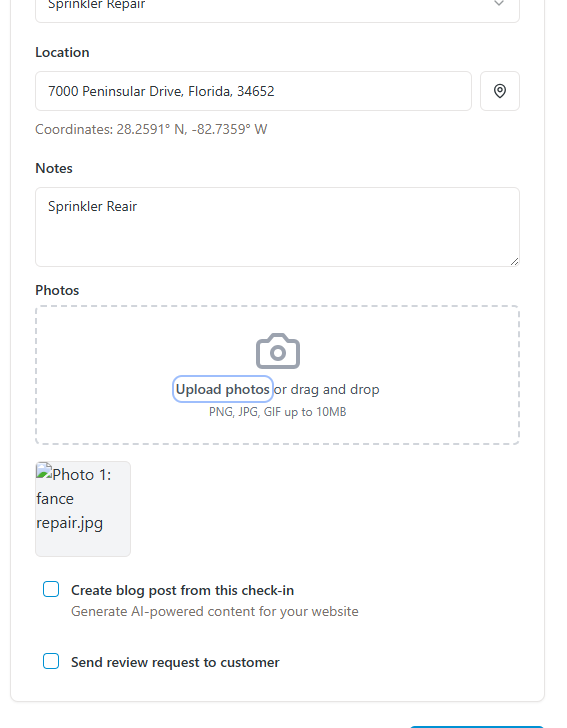 Sprinkler Repair
Location
7000 Peninsular Drive, Florida, 34652
Coordinates: 28.2591° N, -82.7359° W
Notes
Sprinkler Reair
Photos
Upload photos or drag and drop
PNG, JPG, GIF up to 10MB
Photo 1:
fance
repair.jpg
Create blog post from this check-in
Generate AI-powered content for your website
Send review request to customer